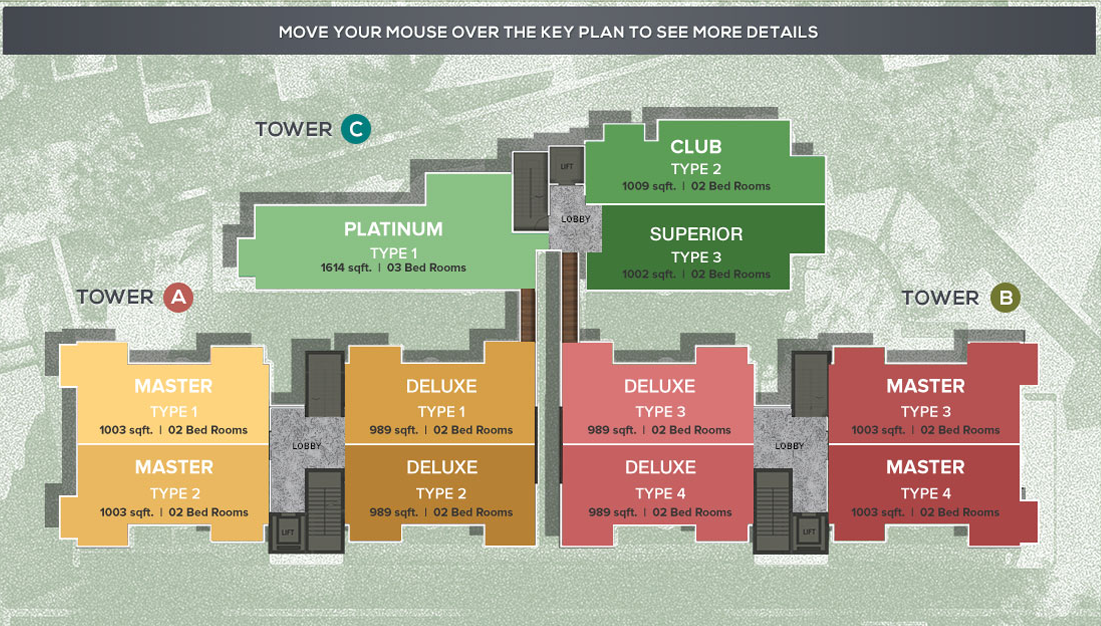 MOVE YOUR MOUSE OVER THE KEY PLAN TO SEE MORE DETAILS
TOWER C
CLUB
TYPE 2
1009 sqft. | 02 Bed Rooms
LIFT
LOBBY
PLATINUM
TYPE 1
1614 sqft. | 03 Bed Rooms
SUPERIOR
TYPE 3
1002 sqft. | 02 Bed Rooms
TOWER A
TOWER B
MASTER
TYPE 1
1003 sqft. | 02 Bed Rooms
DELUXE
TYPE 1
989 sqft. | 02 Bed Rooms
DELUXE
TYPE 3
989 sqft. | 02 Bed Rooms
MASTER
TYPE 3
1003 sqft. | 02 Bed Rooms
LOBBY
LOBBY
MASTER
TYPE 2
1003 sqft. | 02 Bed Rooms
DELUXE
TYPE 2
989 sqft. | 02 Bed Rooms
DELUXE
TYPE 4
989 sqft. | 02 Bed Rooms
MASTER
TYPE 4
1003 sqft. | 02 Bed Rooms
LIFT
LIFT